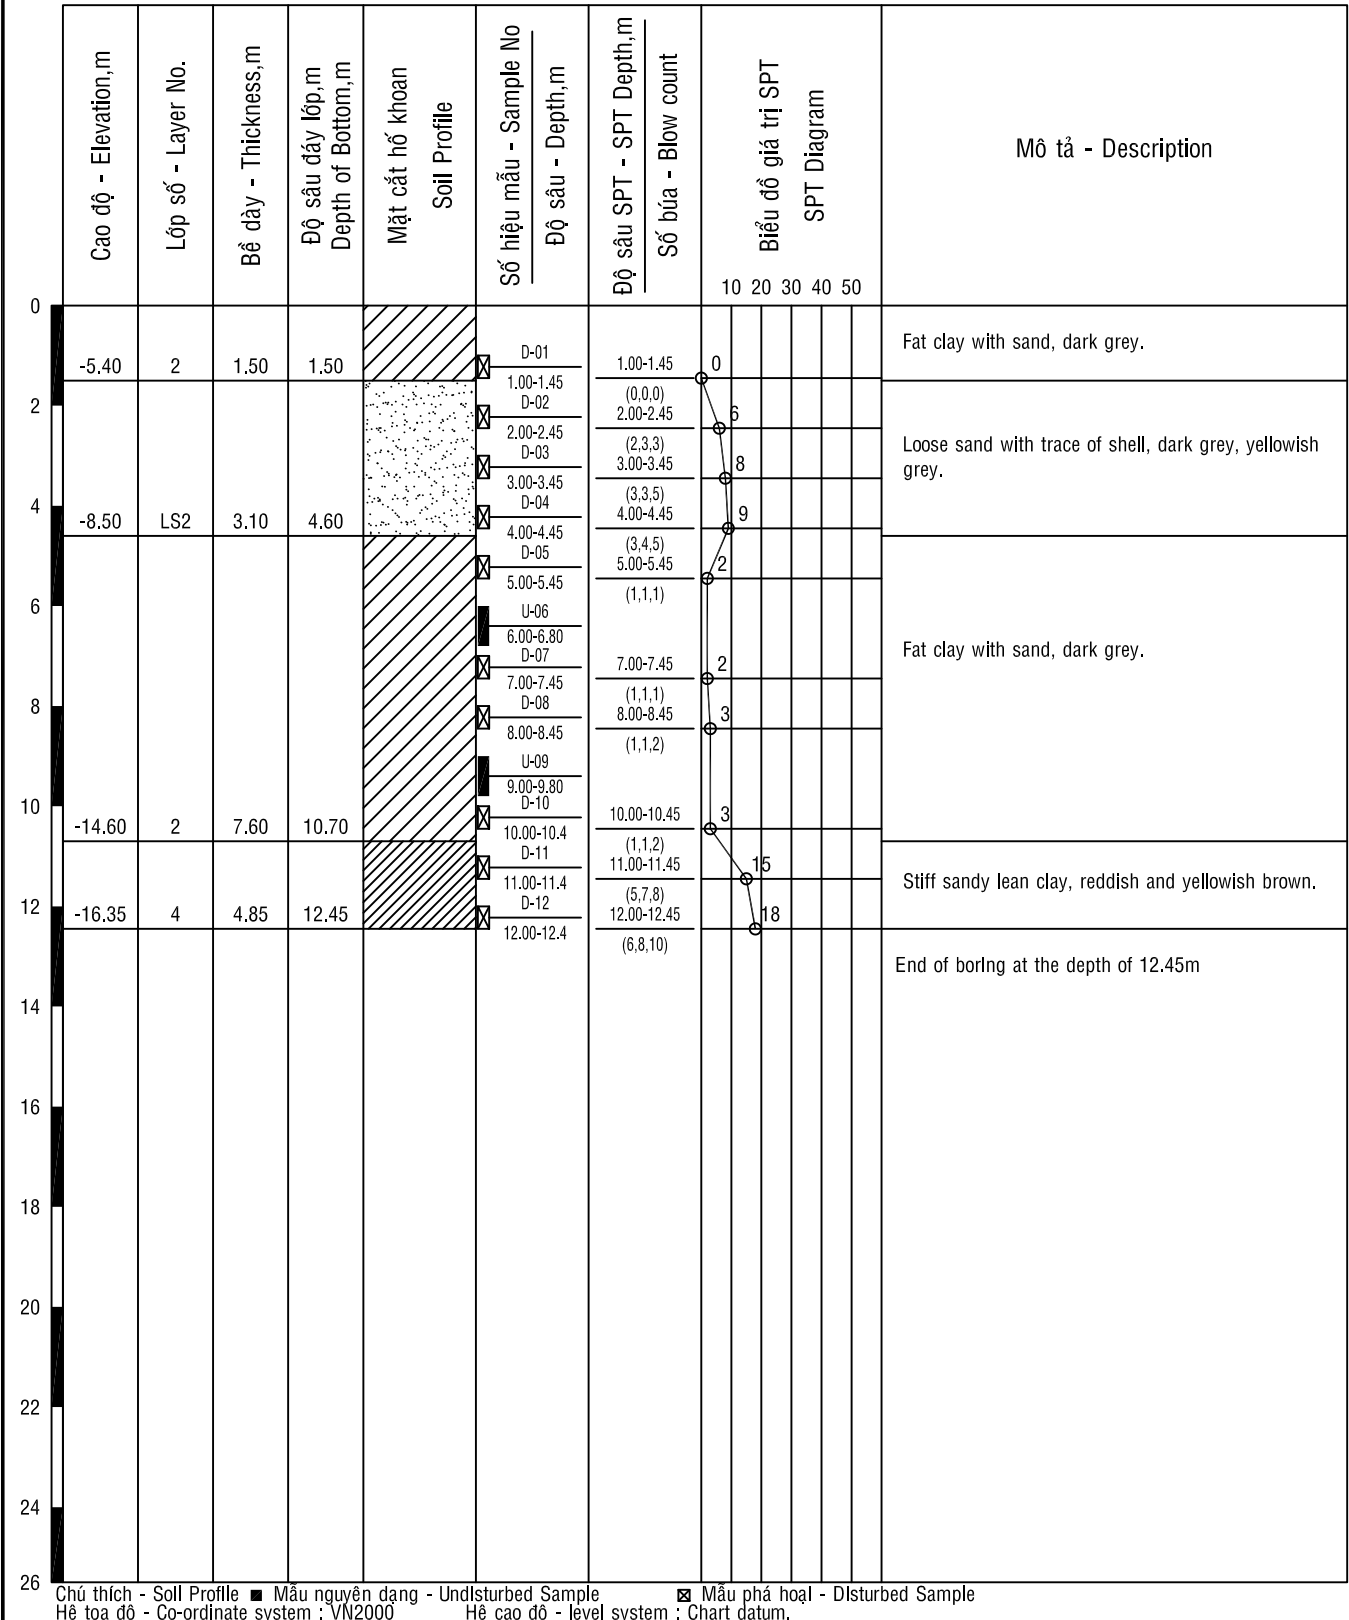 Cao độ - Elevation,m
Lớp số - Layer No.
Bề dày - Thickness,m
Độ sâu đáy lớp,m
Depth of Bottom,m
Mặt cắt hố khoan
Soil Profile
Số hiệu mẫu - Sample No
Độ sâu - Depth,m
Độ sâu SPT - SPT Depth,m
Số búa - Blow count
Biểu đồ giá trị SPT
SPT Diagram
10 20 30 40 50
Mô tả - Description
0
2
4
6
8
10
12
14
16
18
20
22
24
26
-5.40 2 1.50 1.50
-8.50 LS2 3.10 4.60
-14.60 2 7.60 10.70
-16.35 4 4.85 12.45
D-01
1.00-1.45
D-02
2.00-2.45
D-03
3.00-3.45
D-04
4.00-4.45
D-05
5.00-5.45
U-06
6.00-6.80
D-07
7.00-7.45
D-08
8.00-8.45
U-09
9.00-9.80
D-10
10.00-10.4
D-11
11.00-11.4
D-12
12.00-12.4
1.00-1.45
(0,0,0)
2.00-2.45
(2,3,3)
3.00-3.45
(3,3,5)
4.00-4.45
(3,4,5)
5.00-5.45
(1,1,1)
7.00-7.45
(1,1,1)
8.00-8.45
(1,1,2)
10.00-10.45
(1,1,2)
11.00-11.45
(5,7,8)
12.00-12.45
(6,8,10)
0
6
8
9
2
2
3
3
15
18
Fat clay with sand, dark grey.
Loose sand with trace of shell, dark grey, yellowish
grey.
Fat clay with sand, dark grey.
Stiff sandy lean clay, reddish and yellowish brown.
End of boring at the depth of 12.45m
Chú thích - Soil Profile Mẫu nguyên dạng - Undisturbed Sample Mẫu phá hoại - Disturbed Sample
Hệ toạ độ - Co-ordinate system : VN2000 Hệ cao độ - level system : Chart datum.